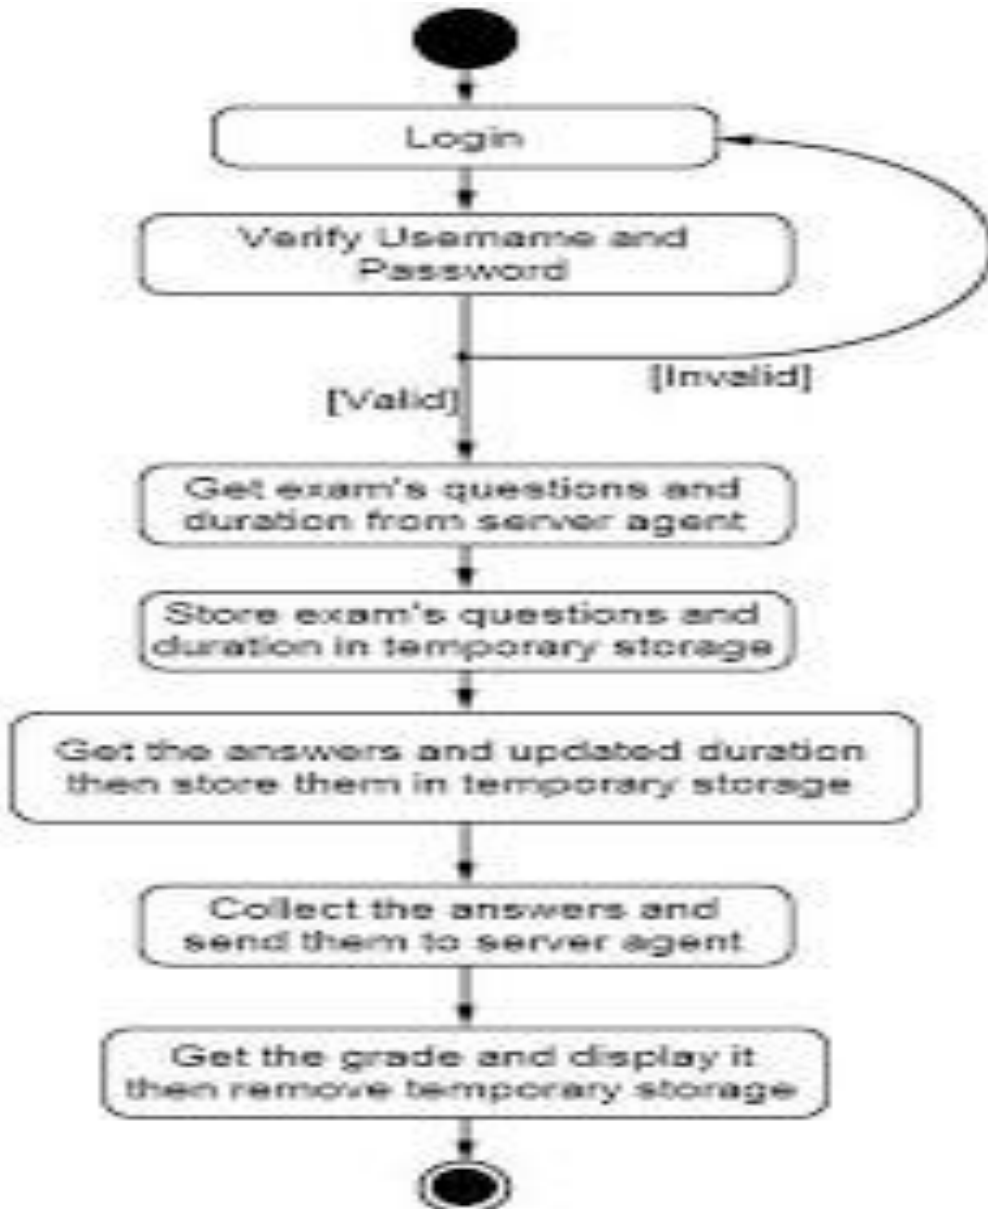 Login
Verify Username and
Password
[Invalid]
[Valid]
Get exam's questions and
duration from server agent
Store exam's questions and
duration in temporary storage
Get the answers and updated duration
then store them in temporary storage
Collect the answers and
send them to server agent
Get the grade and display it
then remove temporary storage